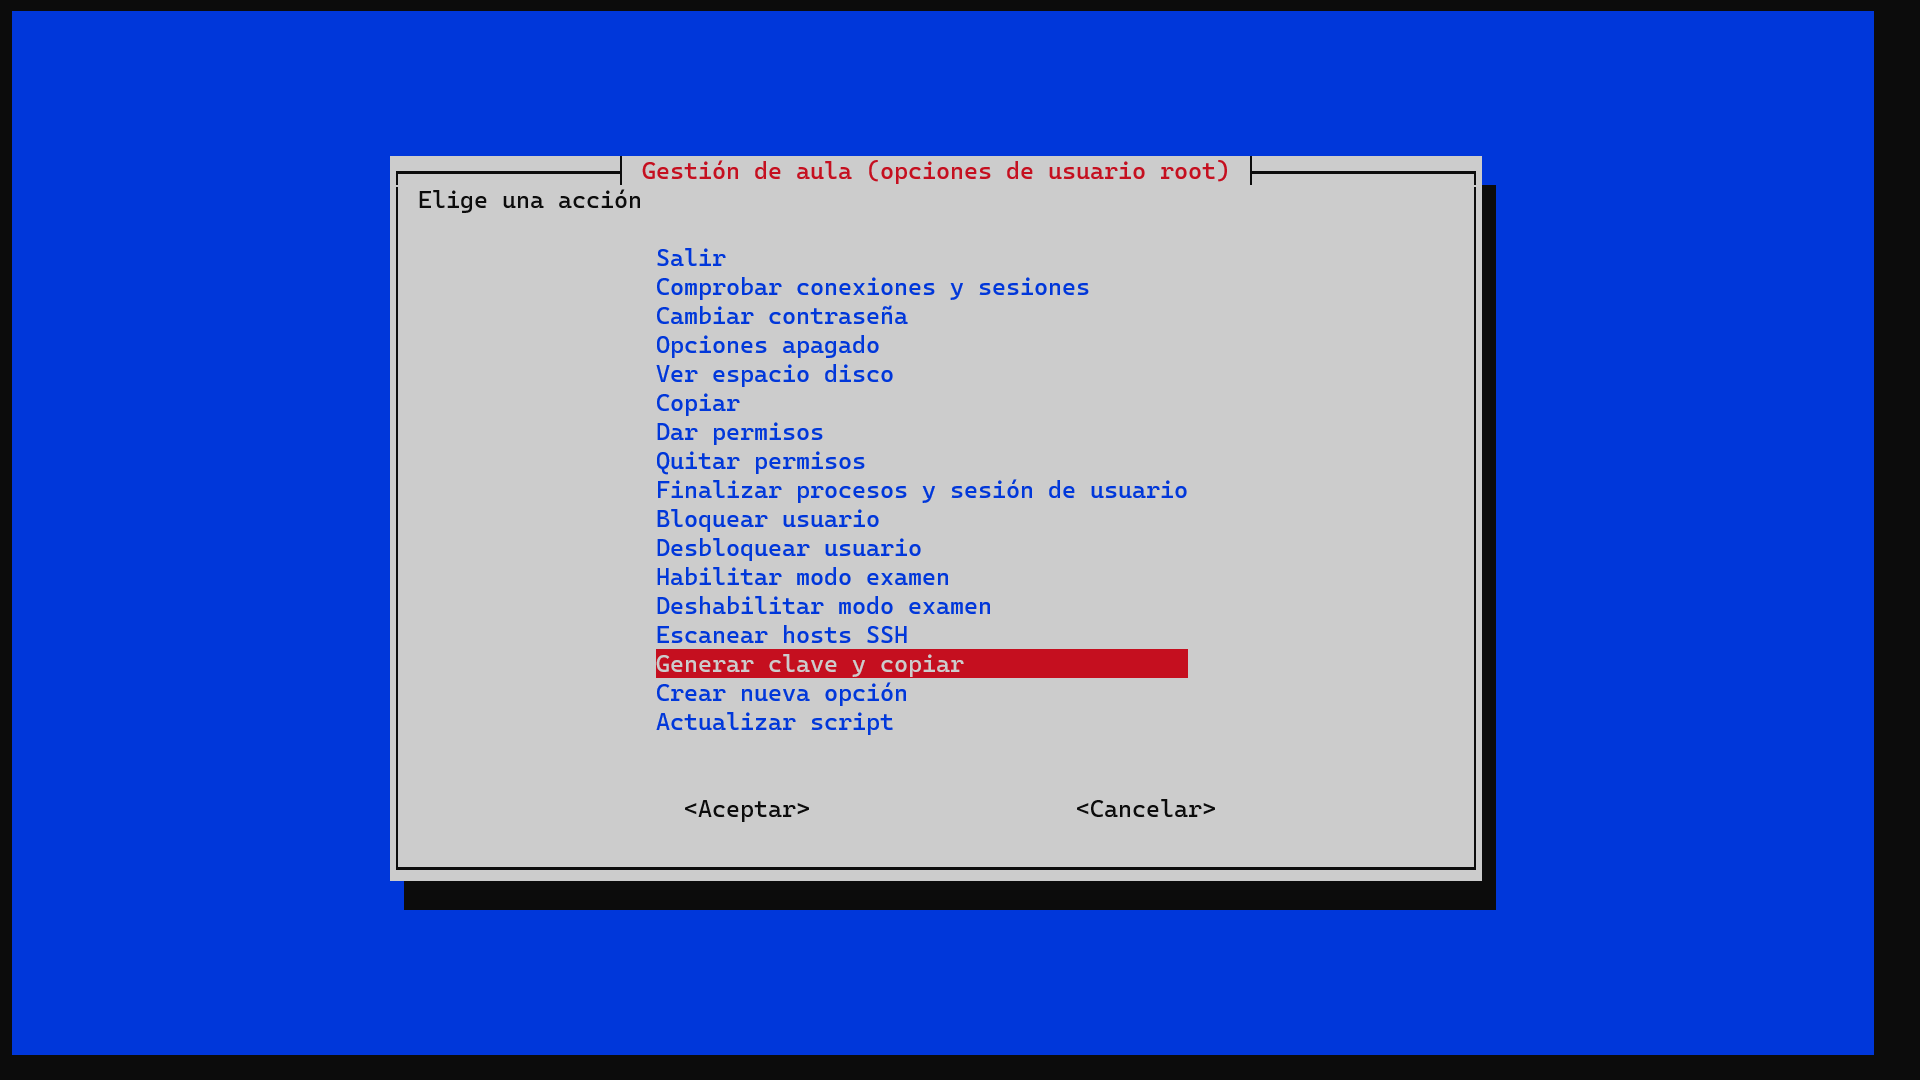 Gestión de aula (opciones de usuario root)
Elige una acción
Salir
Comprobar conexiones y sesiones
Cambiar contraseña
Opciones apagado
Ver espacio disco
Copiar
Dar permisos
Quitar permisos
Finalizar procesos y sesión de usuario
Bloquear usuario
Desbloquear usuario
Habilitar modo examen
Deshabilitar modo examen
Escanear hosts SSH
Generar clave y copiar
Crear nueva opción
Actualizar script
<Aceptar> <Cancelar>